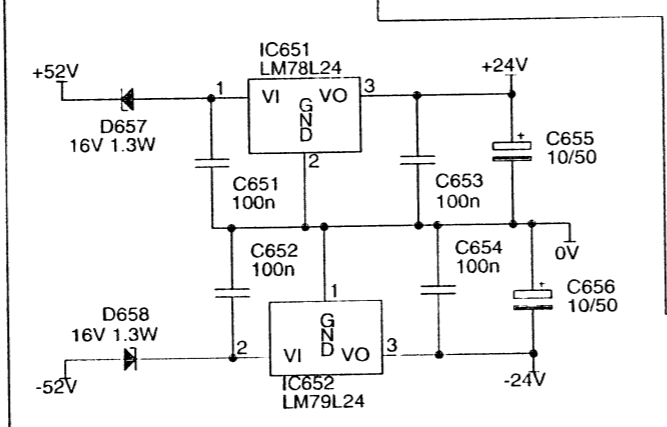 IC651
LM78L24
+52V
1
VI
VO
GND
3
+24V
D657
16V 1.3W
2
C651
100n
C653
100n
+
C655
10/50
C652
100n
C654
100n
0V
1
D658
16V 1.3W
GND
+
C656
10/50
2
VI
VO
3
-52V
IC652
LM79L24
-24V